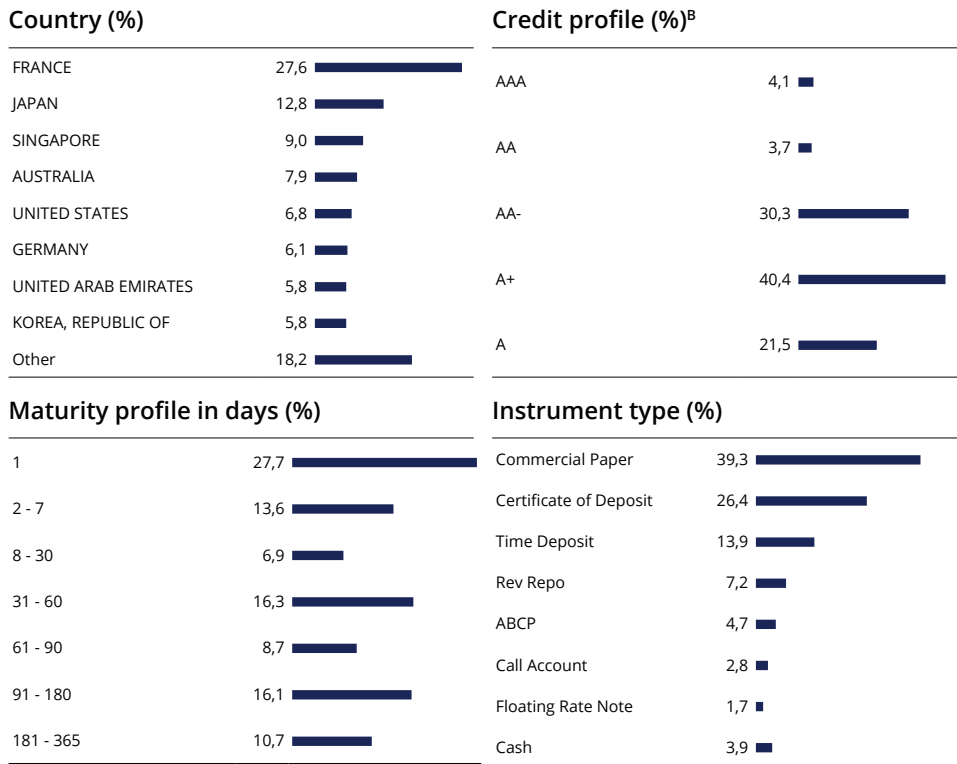 Country (%)
FRANCE 27,6
JAPAN 12,8
SINGAPORE 9,0
AUSTRALIA 7,9
UNITED STATES 6,8
GERMANY 6,1
UNITED ARAB EMIRATES 5,8
KOREA, REPUBLIC OF 5,8
Other 18,2
Credit profile (%)ᴮ
AAA 4,1
AA 3,7
AA- 30,3
A+ 40,4
A 21,5
Maturity profile in days (%)
1 27,7
2 - 7 13,6
8 - 30 6,9
31 - 60 16,3
61 - 90 8,7
91 - 180 16,1
181 - 365 10,7
Instrument type (%)
Commercial Paper 39,3
Certificate of Deposit 26,4
Time Deposit 13,9
Rev Repo 7,2
ABCP 4,7
Call Account 2,8
Floating Rate Note 1,7
Cash 3,9